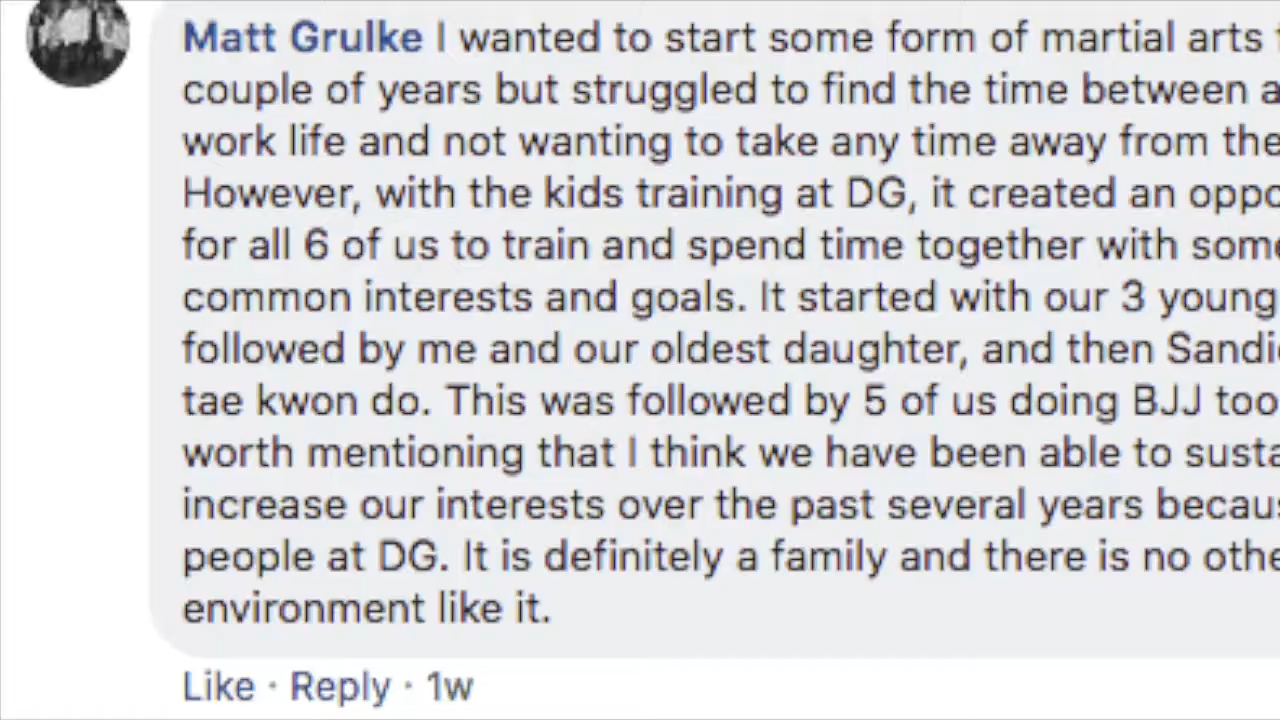 Matt Grulke I wanted to start some form of martial arts
couple of years but struggled to find the time between a
work life and not wanting to take any time away from the
However, with the kids training at DG, it created an oppo
for all 6 of us to train and spend time together with some
common interests and goals. It started with our 3 young
followed by me and our oldest daughter, and then Sandi
tae kwon do. This was followed by 5 of us doing BJJ too
worth mentioning that I think we have been able to susta
increase our interests over the past several years becaus
people at DG. It is definitely a family and there is no othe
environment like it.
Like · Reply · 1w